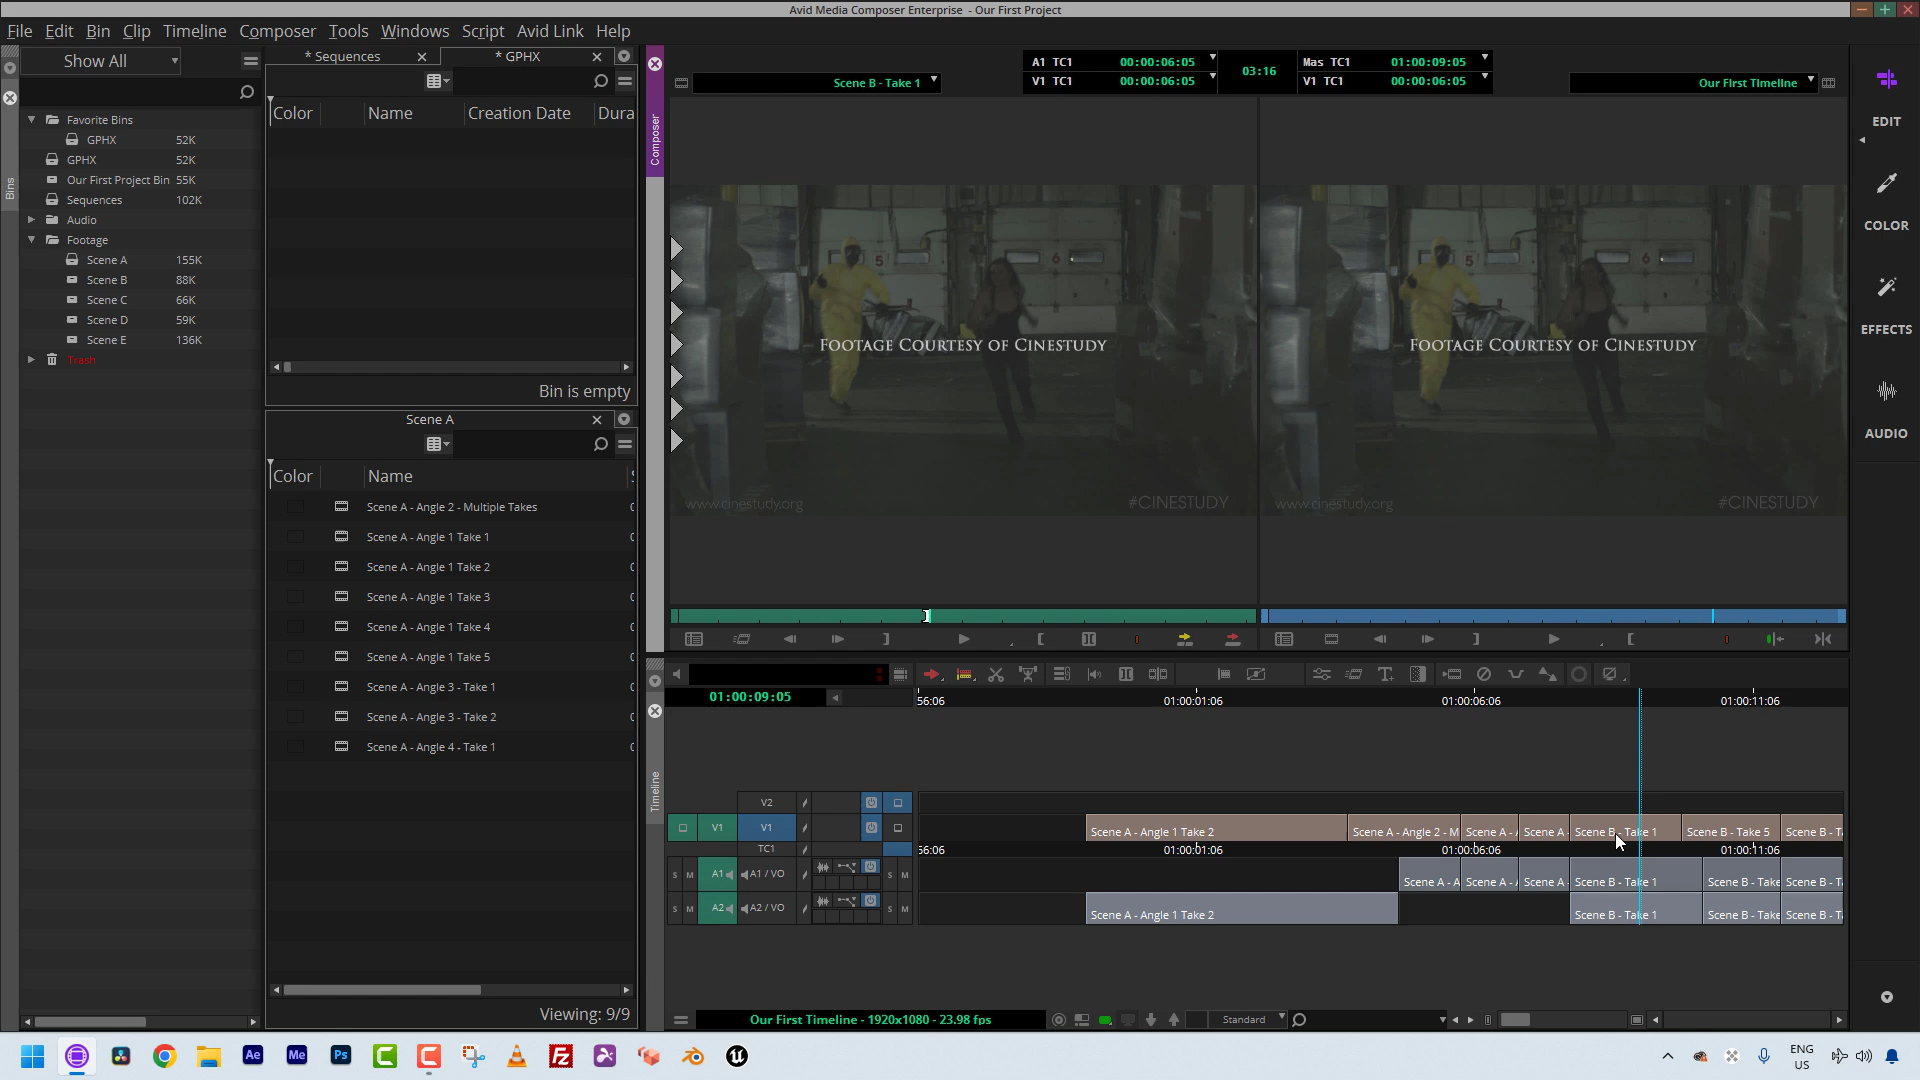 Avid Media Composer Enterprise - Our First Project
File Edit Bin Clip Timeline Composer Tools Windows Script Avid Link Help
Show All
Bins
Favorite Bins
GPHX 52K
GPHX 52K
Our First Project Bin 55K
Sequences 102K
Audio
Footage
Scene A 155K
Scene B 88K
Scene C 66K
Scene D 59K
Scene E 136K
Trash
* Sequences
* GPHX
Color Name Creation Date Dura
Bin is empty
Scene A
Color Name
Scene A - Angle 2 - Multiple Takes
Scene A - Angle 1 Take 1
Scene A - Angle 1 Take 2
Scene A - Angle 1 Take 3
Scene A - Angle 1 Take 4
Scene A - Angle 1 Take 5
Scene A - Angle 3 - Take 1
Scene A - Angle 3 - Take 2
Scene A - Angle 4 - Take 1
Viewing: 9/9
Composer
Scene B - Take 1
A1 TC1 00:00:06:05
V1 TC1 00:00:06:05
03:16
Mas TC1 01:00:09:05
V1 TC1 00:00:06:05
Our First Timeline
5 6
Footage Courtesy of Cinestudy
www.cinestudy.org #CINESTUDY
5 6
Footage Courtesy of Cinestudy
www.cinestudy.org #CINESTUDY
EDIT
COLOR
EFFECTS
AUDIO
Timeline
01:00:09:05
56:06 01:00:01:06 01:00:06:06 01:00:11:06
V2
V1 V1
Scene A - Angle 1 Take 2 Scene A - Angle 2 - M Scene A - Scene A - Scene B - Take 1 Scene B - Take 5 Scene B - T
TC1
56:06 01:00:01:06 01:00:06:06 01:00:11:06
S M A1 A1 / VO S M
Scene A - A Scene A - Scene A - Scene B - Take 1 Scene B - Take Scene B - T
S M A2 A2 / VO S M
Scene A - Angle 1 Take 2 Scene B - Take 1 Scene B - Take Scene B - T
Our First Timeline - 1920x1080 - 23.98 fps
Standard
Ae Me Ps C C Fz
ENG
US